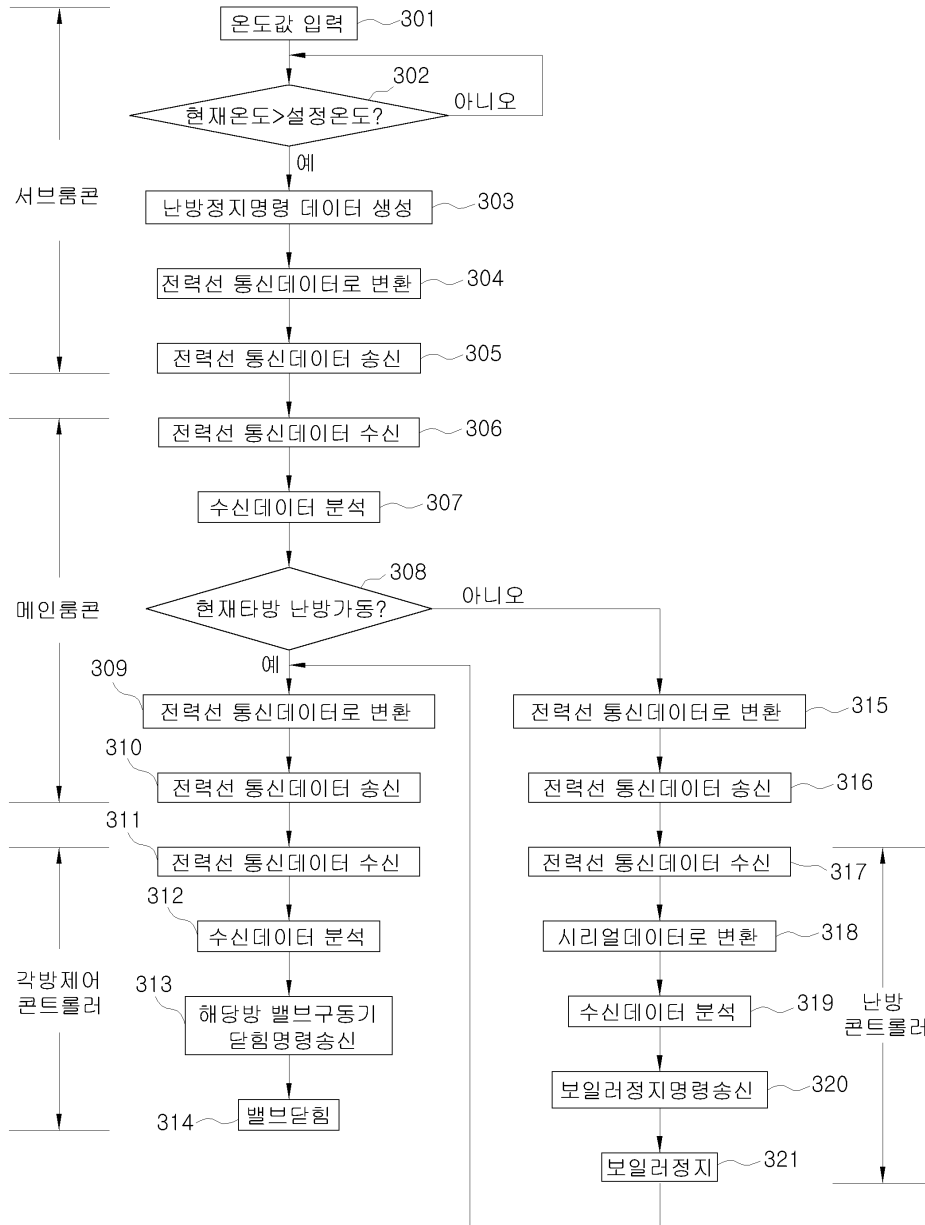 온도값 입력
301
302
현재온도>설정온도?
아니오
예
서브룸콘
난방정지명령 데이터 생성
303
전력선 통신데이터로 변환
304
전력선 통신데이터 송신
305
전력선 통신데이터 수신
306
수신데이터 분석
307
308
현재타방 난방가동?
아니오
메인룸콘
예
309
전력선 통신데이터로 변환
전력선 통신데이터로 변환
315
310
전력선 통신데이터 송신
전력선 통신데이터 송신
316
311
전력선 통신데이터 수신
전력선 통신데이터 수신
317
312
수신데이터 분석
시리얼데이터로 변환
318
각방제어
콘트롤러
313
해당방 밸브구동기
닫힘명령송신
수신데이터 분석
319
난방
콘트롤러
보일러정지명령송신
320
314
밸브닫힘
보일러정지
321